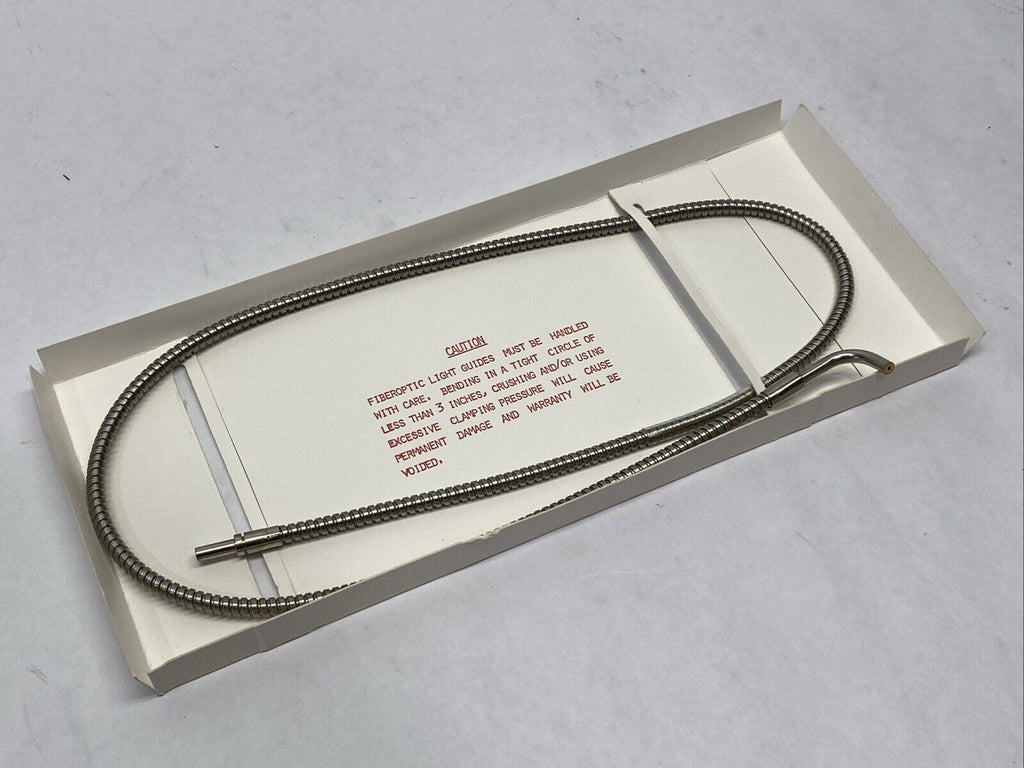 CAUTION
FIBEROPTIC LIGHT GUIDES MUST BE HANDLED
WITH CARE. BENDING IN A TIGHT CIRCLE OF
LESS THAN 3 INCHES, CRUSHING AND/OR USING
EXCESSIVE CLAMPING PRESSURE WILL CAUSE
PERMANENT DAMAGE AND WARRANTY WILL BE
VOIDED.